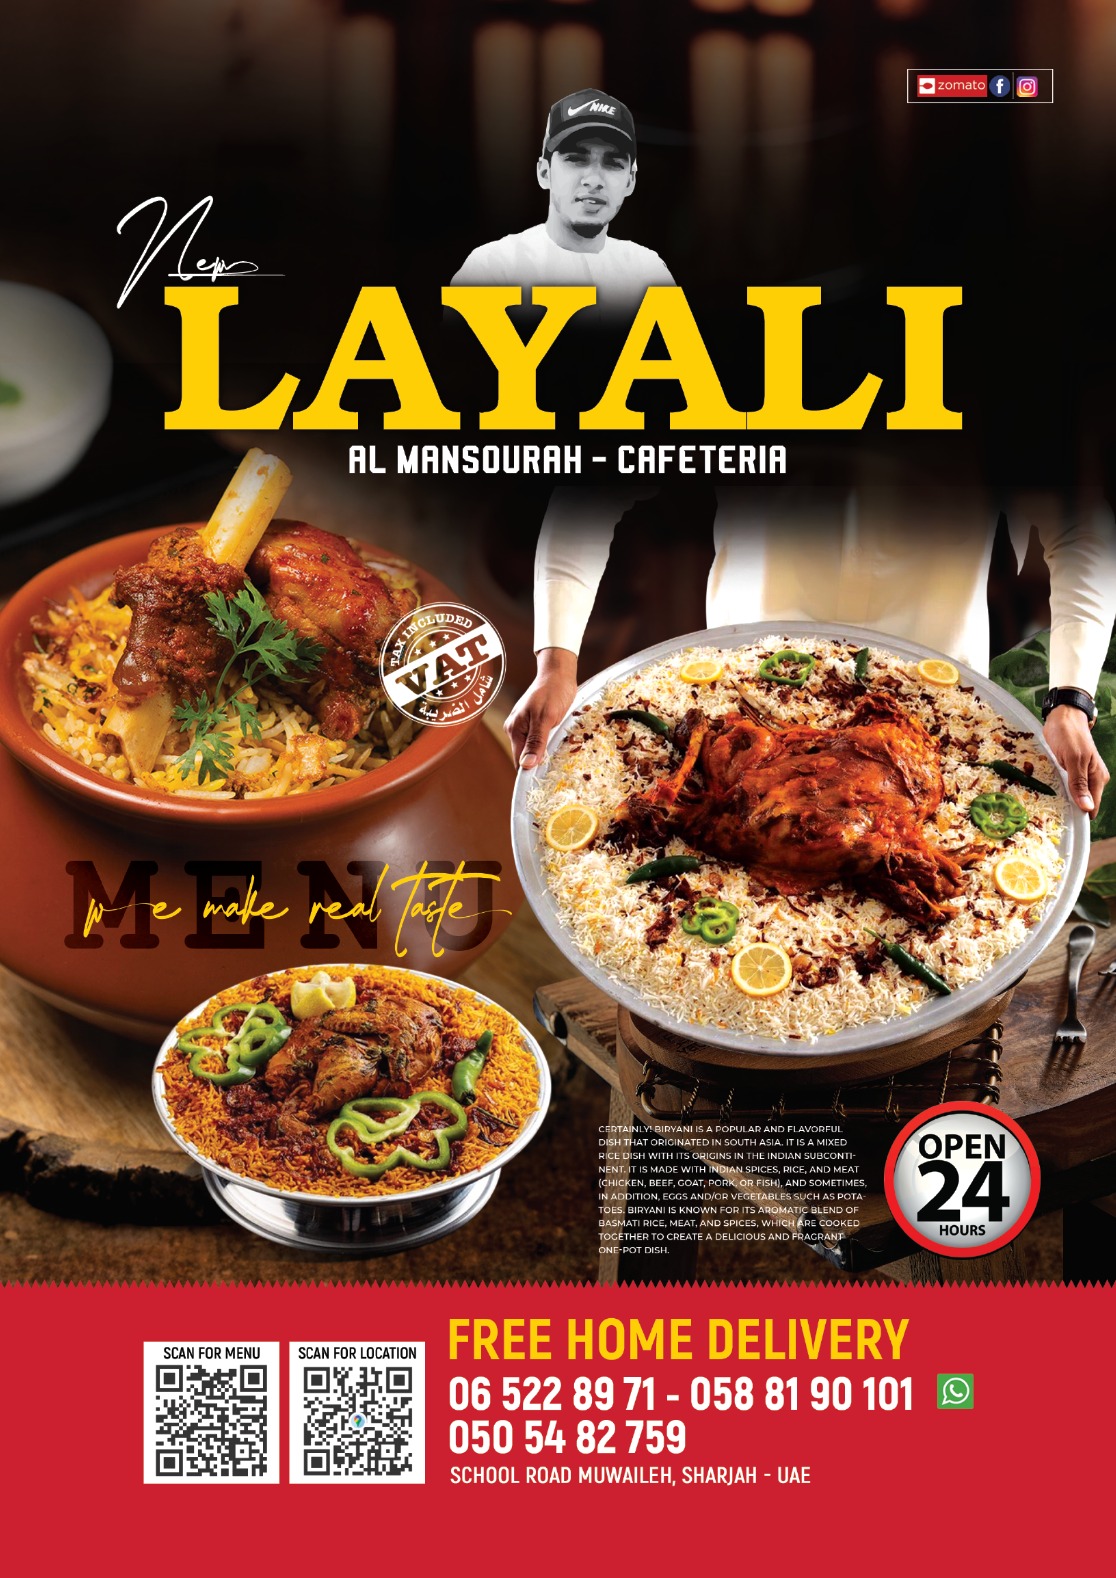 zomato
NIKE
New
LAYALI
AL MANSOURAH - CAFETERIA
TAX INCLUDED
VAT
شامل الضريبة
MENU
we make real taste
CERTAINLY! BIRYANI IS A POPULAR AND FLAVORFUL
DISH THAT ORIGINATED IN SOUTH ASIA. IT IS A MIXED
RICE DISH WITH ITS ORIGINS IN THE INDIAN SUBCONTI-
NENT. IT IS MADE WITH INDIAN SPICES, RICE, AND MEAT
(CHICKEN, BEEF, GOAT, PORK, OR FISH), AND SOMETIMES,
IN ADDITION, EGGS AND/OR VEGETABLES SUCH AS POTA-
TOES. BIRYANI IS KNOWN FOR ITS AROMATIC BLEND OF
BASMATI RICE, MEAT, AND SPICES, WHICH ARE COOKED
TOGETHER TO CREATE A DELICIOUS AND FRAGRANT
ONE-POT DISH.
OPEN
24
HOURS
SCAN FOR MENU
SCAN FOR LOCATION
FREE HOME DELIVERY
06 522 89 71 - 058 81 90 101
050 54 82 759
SCHOOL ROAD MUWAILEH, SHARJAH - UAE